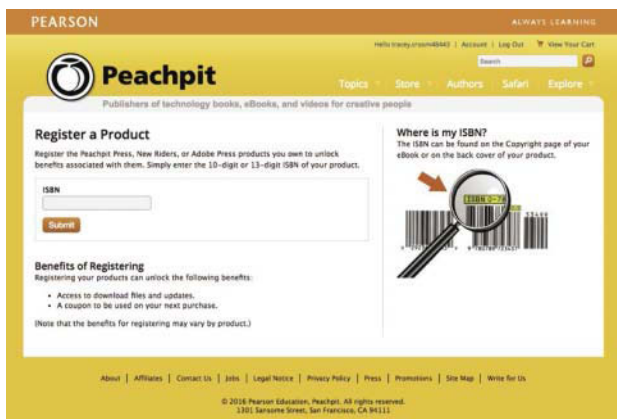 PEARSON
ALWAYS LEARNING
Hello | Account | Log Out View Your Cart
Search
Peachpit
Topics Store Authors Safari Explore
Publishers of technology books, eBooks, and videos for creative people
Register a Product
Register the Peachpit Press, New Riders, or Adobe Press products you own to unlock
benefits associated with them. Simply enter the 10-digit or 13-digit ISBN of your product.
ISBN
Submit
Benefits of Registering
Registering your products can unlock the following benefits:
• Access to download files and updates.
• A coupon to be used on your next purchase.
(Note that the benefits for registering may vary by product.)
Where is my ISBN?
The ISBN can be found on the Copyright page of your
eBook or on the back cover of your product.
ISBN 0-7
About | Affiliates | Contact Us | Jobs | Legal Notice | Privacy Policy | Press | Promotions | Site Map | Write for Us
© 2016 Pearson Education, Peachpit. All rights reserved.
1301 Sansome Street, San Francisco, CA 94111